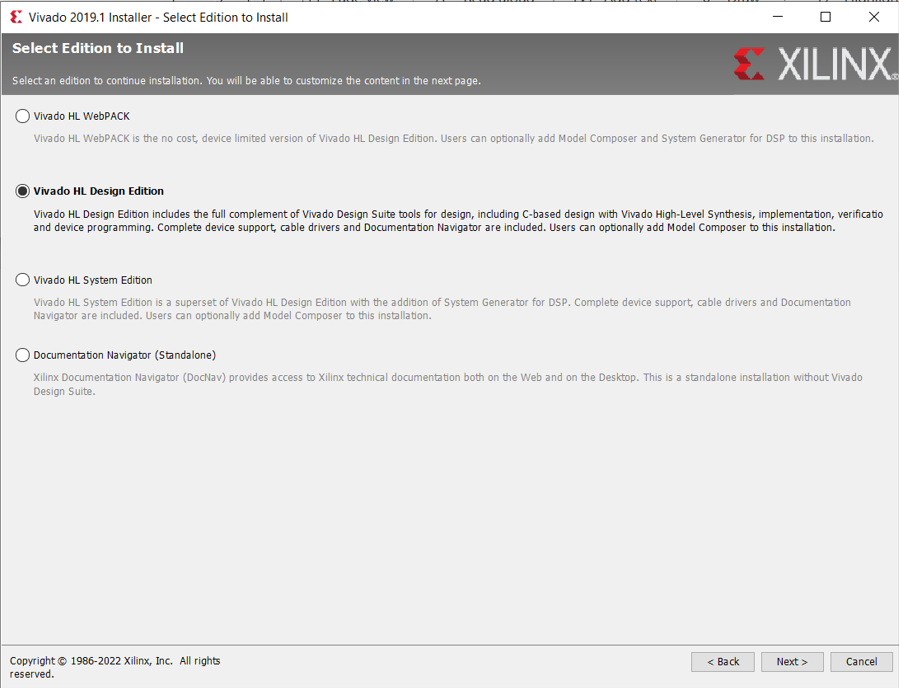 Vivado 2019.1 Installer - Select Edition to Install
Select Edition to Install
Select an edition to continue installation. You will be able to customize the content in the next page.
XILINX®
Vivado HL WebPACK
Vivado HL WebPACK is the no cost, device limited version of Vivado HL Design Edition. Users can optionally add Model Composer and System Generator for DSP to this installation.
Vivado HL Design Edition
Vivado HL Design Edition includes the full complement of Vivado Design Suite tools for design, including C-based design with Vivado High-Level Synthesis, implementation, verificatio
and device programming. Complete device support, cable drivers and Documentation Navigator are included. Users can optionally add Model Composer to this installation.
Vivado HL System Edition
Vivado HL System Edition is a superset of Vivado HL Design Edition with the addition of System Generator for DSP. Complete device support, cable drivers and Documentation
Navigator are included. Users can optionally add Model Composer to this installation.
Documentation Navigator (Standalone)
Xilinx Documentation Navigator (DocNav) provides access to Xilinx technical documentation both on the Web and on the Desktop. This is a standalone installation without Vivado
Design Suite.
Copyright © 1986-2022 Xilinx, Inc. All rights
reserved.
< Back
Next >
Cancel